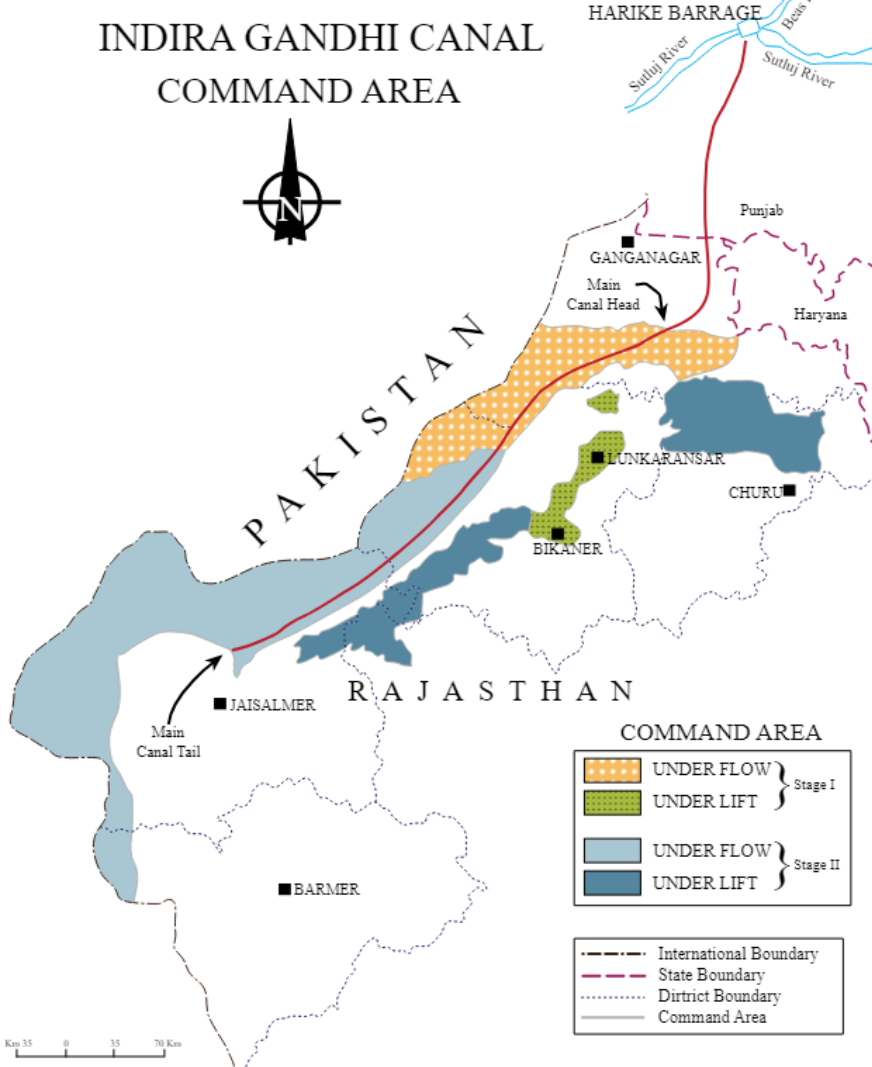 INDIRA GANDHI CANAL
COMMAND AREA
HARIKE BARRAGE
Beas
Sutluj River
Sutluj River
N
Punjab
GANGANAGAR
Main
Canal Head
Haryana
PAKISTAN
LUNKARANSAR
CHURU
BIKANER
RAJASTHAN
JAISALMER
Main
Canal Tail
BARMER
COMMAND AREA
UNDER FLOW
UNDER LIFT
Stage I
UNDER FLOW
UNDER LIFT
Stage II
International Boundary
State Boundary
Dirtrict Boundary
Command Area
Km 35 0 35 70 Km